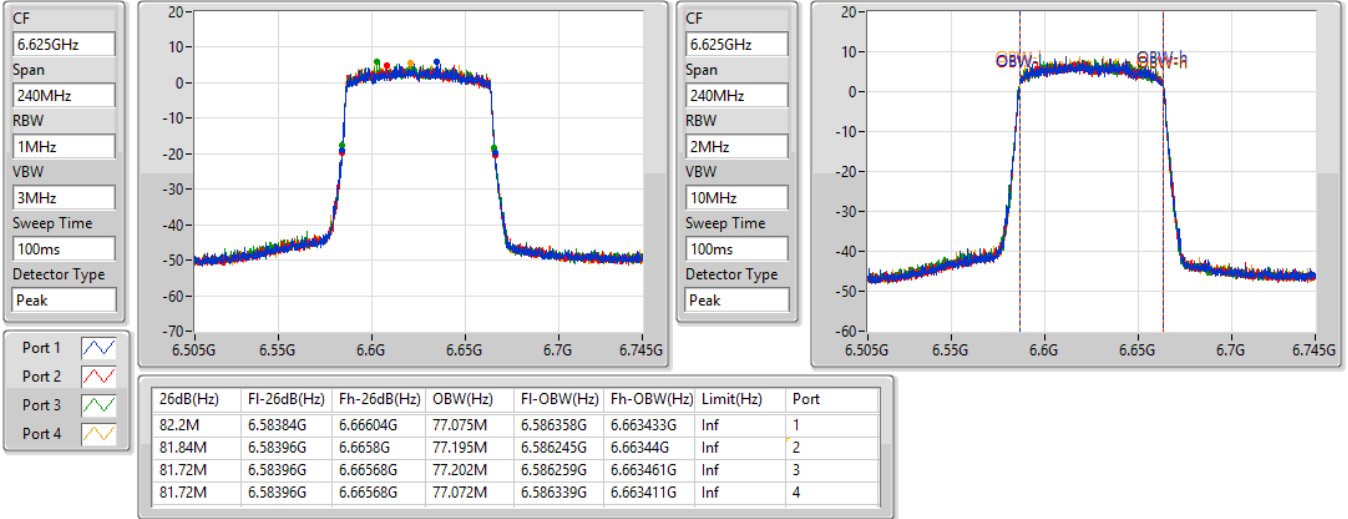 CF
6.625GHz
Span
240MHz
RBW
1MHz
VBW
3MHz
Sweep Time
100ms
Detector Type
Peak
20
10
0
-10
-20
-30
-40
-50
-60
-70
6.505G 6.55G 6.6G 6.65G 6.7G 6.745G
CF
6.625GHz
Span
240MHz
RBW
2MHz
VBW
10MHz
Sweep Time
100ms
Detector Type
Peak
20
10
0
-10
-20
-30
-40
-50
-60
OBW-l OBW-h
6.505G 6.55G 6.6G 6.65G 6.7G 6.745G
Port 1
Port 2
Port 3
Port 4
26dB(Hz) Fl-26dB(Hz) Fh-26dB(Hz) OBW(Hz) Fl-OBW(Hz) Fh-OBW(Hz) Limit(Hz) Port
82.2M 6.58384G 6.66604G 77.075M 6.586358G 6.663433G Inf 1
81.84M 6.58396G 6.6658G 77.195M 6.586245G 6.66344G Inf 2
81.72M 6.58396G 6.66568G 77.202M 6.586259G 6.663461G Inf 3
81.72M 6.58396G 6.66568G 77.072M 6.586339G 6.663411G Inf 4